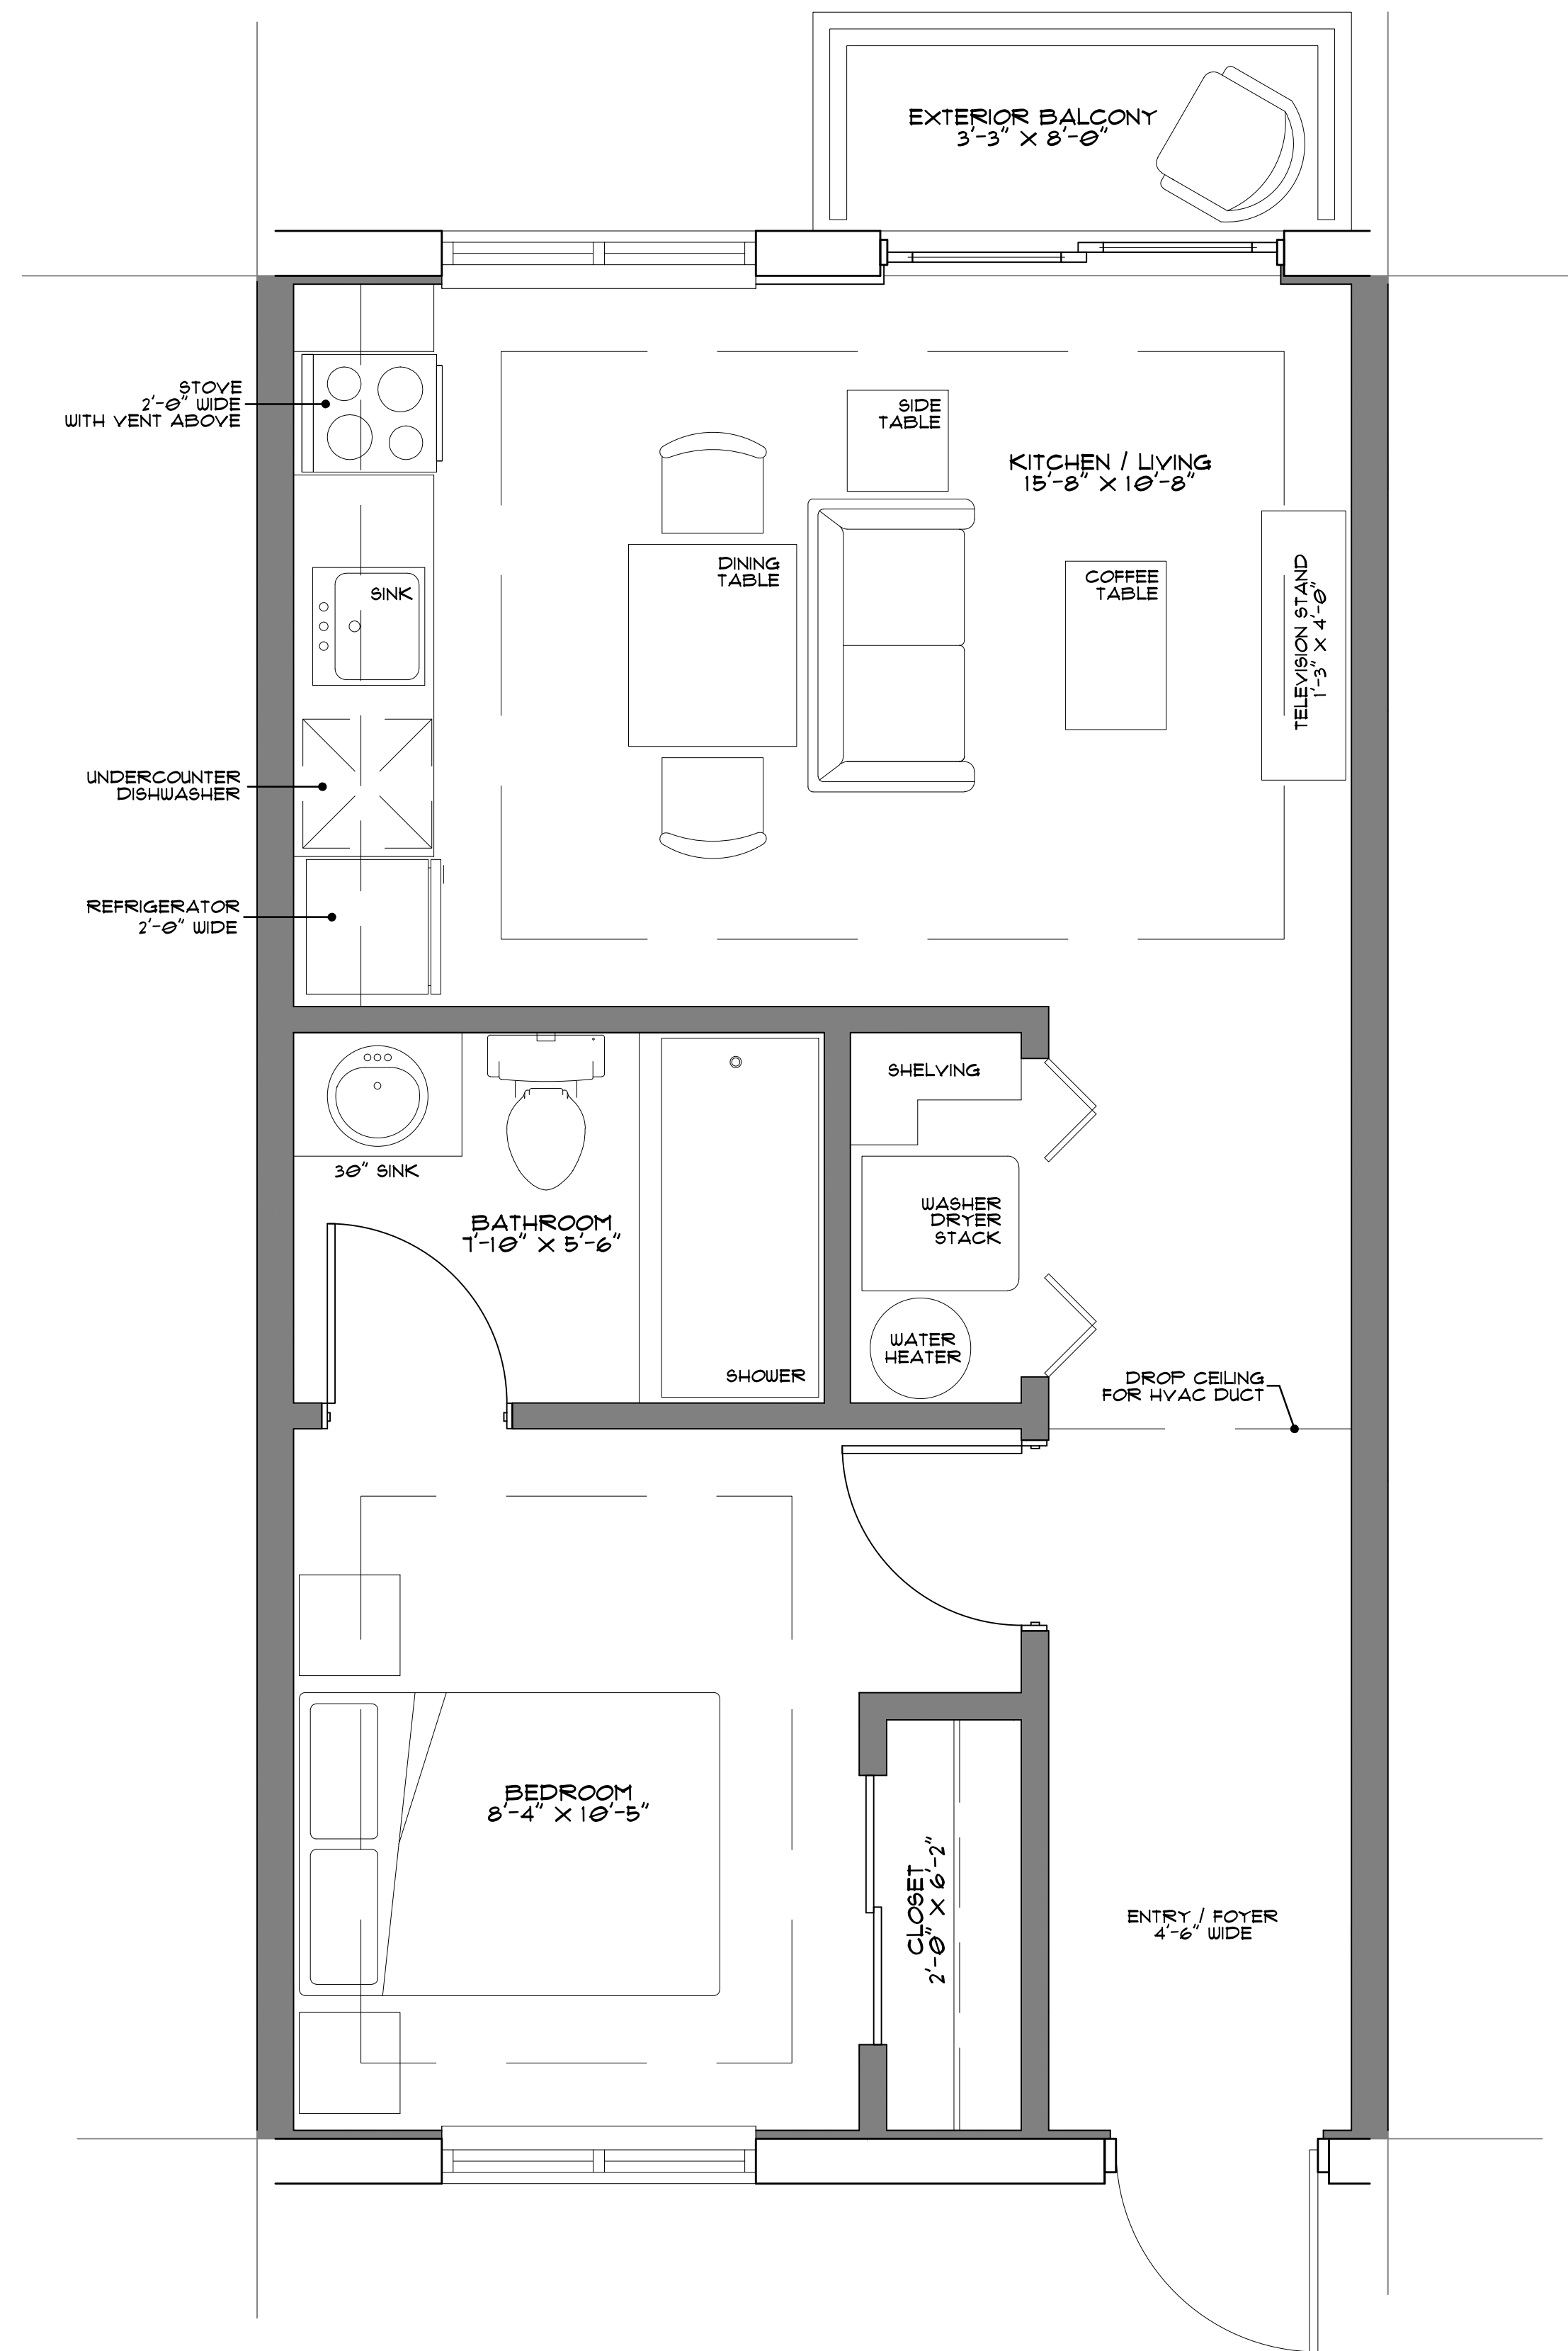 EXTERIOR BALCONY
3'-3" X 8'-0"
STOVE
2'-0" WIDE
WITH VENT ABOVE
SIDE
TABLE
KITCHEN / LIVING
15'-8" X 10'-8"
DINING
TABLE
SINK
COFFEE
TABLE
TELEVISION STAND
1'-3" X 4'-0"
UNDERCOUNTER
DISHWASHER
REFRIGERATOR
2'-0" WIDE
SHELVING
30" SINK
BATHROOM
7'-10" X 5'-6"
WASHER
DRYER
STACK
WATER
HEATER
SHOWER
DROP CEILING
FOR HVAC DUCT
BEDROOM
8'-4" X 10'-5"
CLOSET
2'-0" X 6'-2"
ENTRY / FOYER
4'-6" WIDE